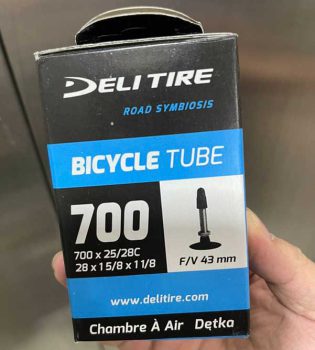 DELI TIRE
ROAD SYMBIOSIS
BICYCLE TUBE
700
700 x 25/28C
28 x 1 5/8 x 1 1/8
F/V 43 mm
www.delitire.com
Chambre À Air Dętka